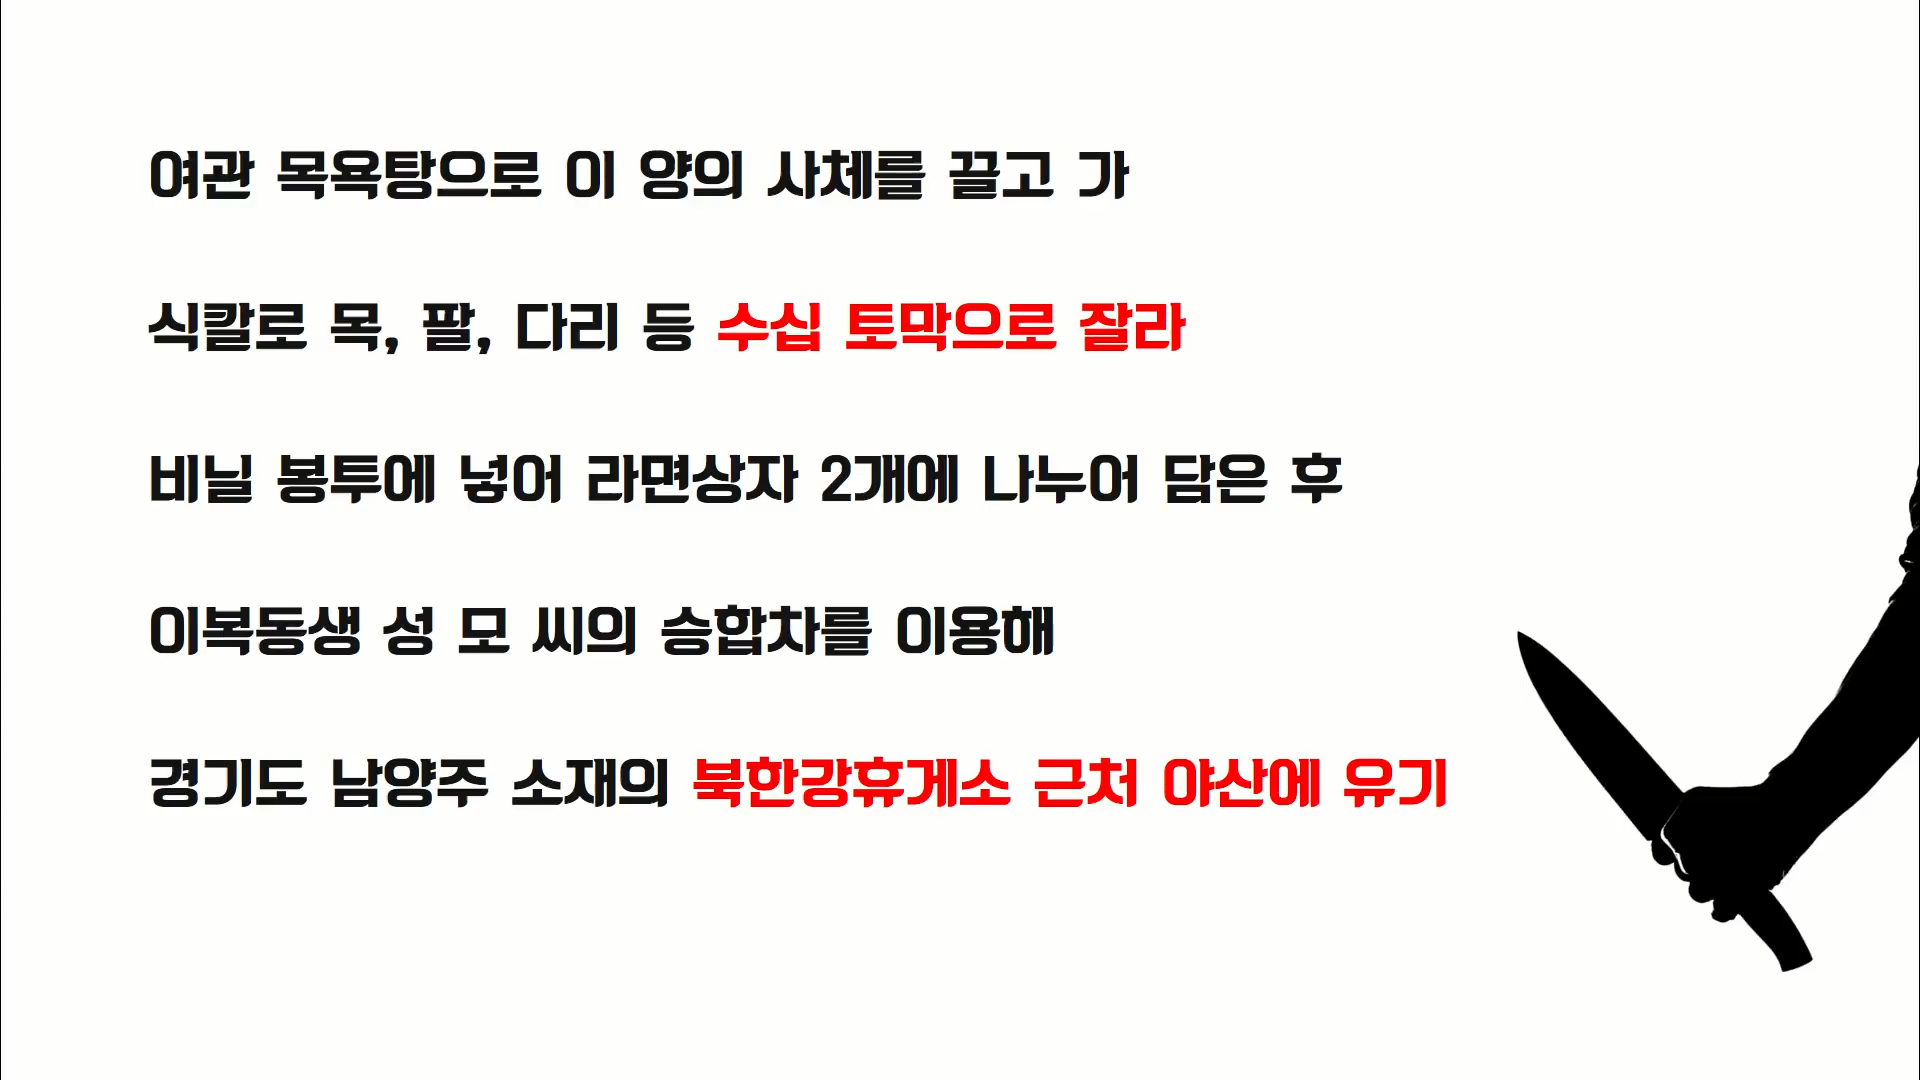 여관 목욕탕으로 이 양의 사체를 끌고 가
식칼로 목, 팔, 다리 등 수십 토막으로 잘라
비닐 봉투에 넣어 라면상자 2개에 나누어 담은 후
이복동생 성 모 씨의 승합차를 이용해
경기도 남양주 소재의 북한강휴게소 근처 야산에 유기